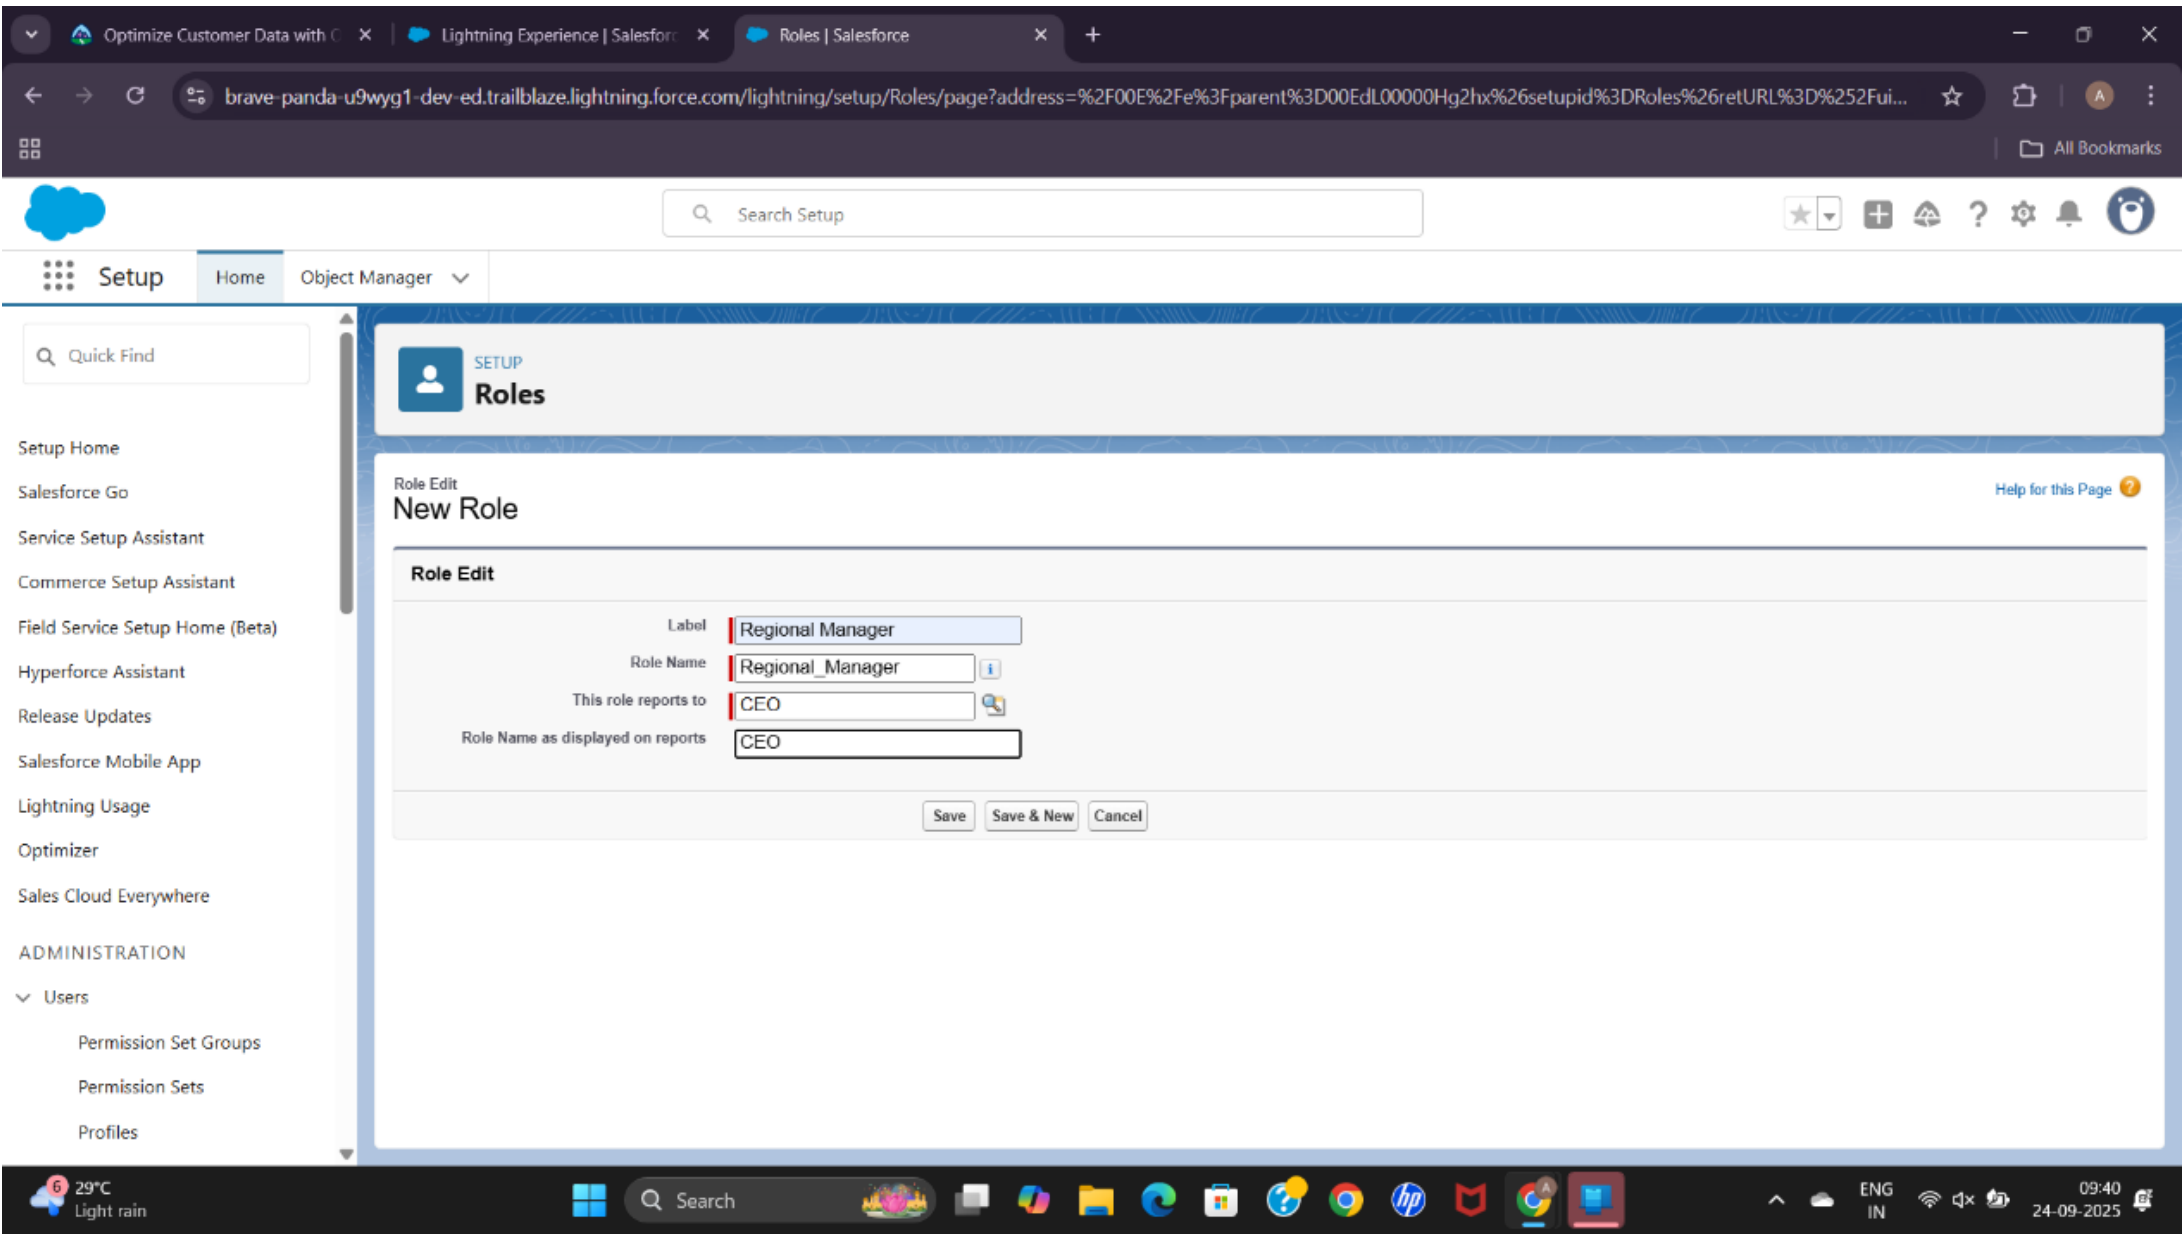 Optimize Customer Data with C
Lightning Experience | Salesforc
Roles | Salesforce
brave-panda-u9wyg1-dev-ed.trailblaze.lightning.force.com/lightning/setup/Roles/page?address=%2F00E%2Fe%3Fparent%3D00EdL00000Hg2hx%26setupid%3DRoles%26retURL%3D%252Fui...
A
All Bookmarks
Search Setup
Setup
Home
Object Manager
Quick Find
SETUP
Roles
Setup Home
Salesforce Go
Service Setup Assistant
Commerce Setup Assistant
Field Service Setup Home (Beta)
Hyperforce Assistant
Release Updates
Salesforce Mobile App
Lightning Usage
Optimizer
Sales Cloud Everywhere
ADMINISTRATION
Users
Permission Set Groups
Permission Sets
Profiles
Role Edit
New Role
Help for this Page
Role Edit
Label Regional Manager
Role Name Regional_Manager
This role reports to CEO
Role Name as displayed on reports CEO
Save Save & New Cancel
6
29°C
Light rain
Search
hp
A
ENG
IN
09:40
24-09-2025